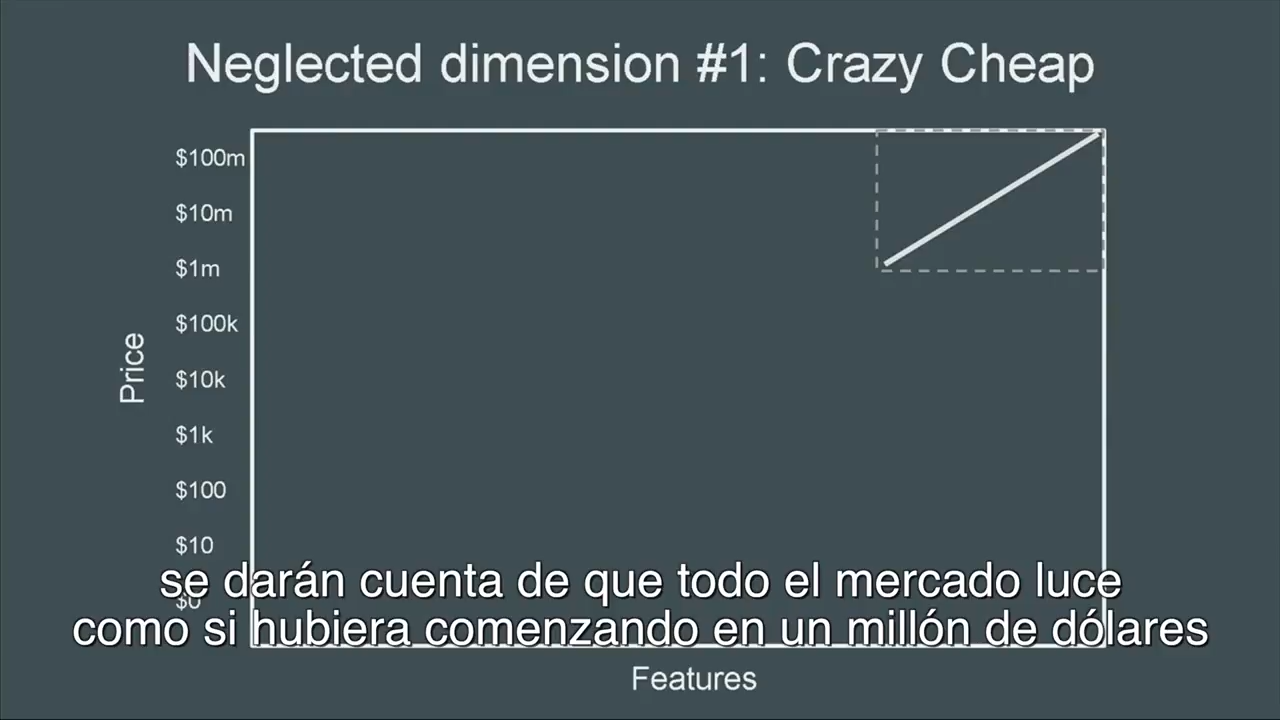 Neglected dimension #1: Crazy Cheap
$100m
$10m
$1m
$100k
$10k
$1k
$100
$10
$0
Price
se darán cuenta de que todo el mercado luce
como si hubiera comenzando en un millón de dólares
Features